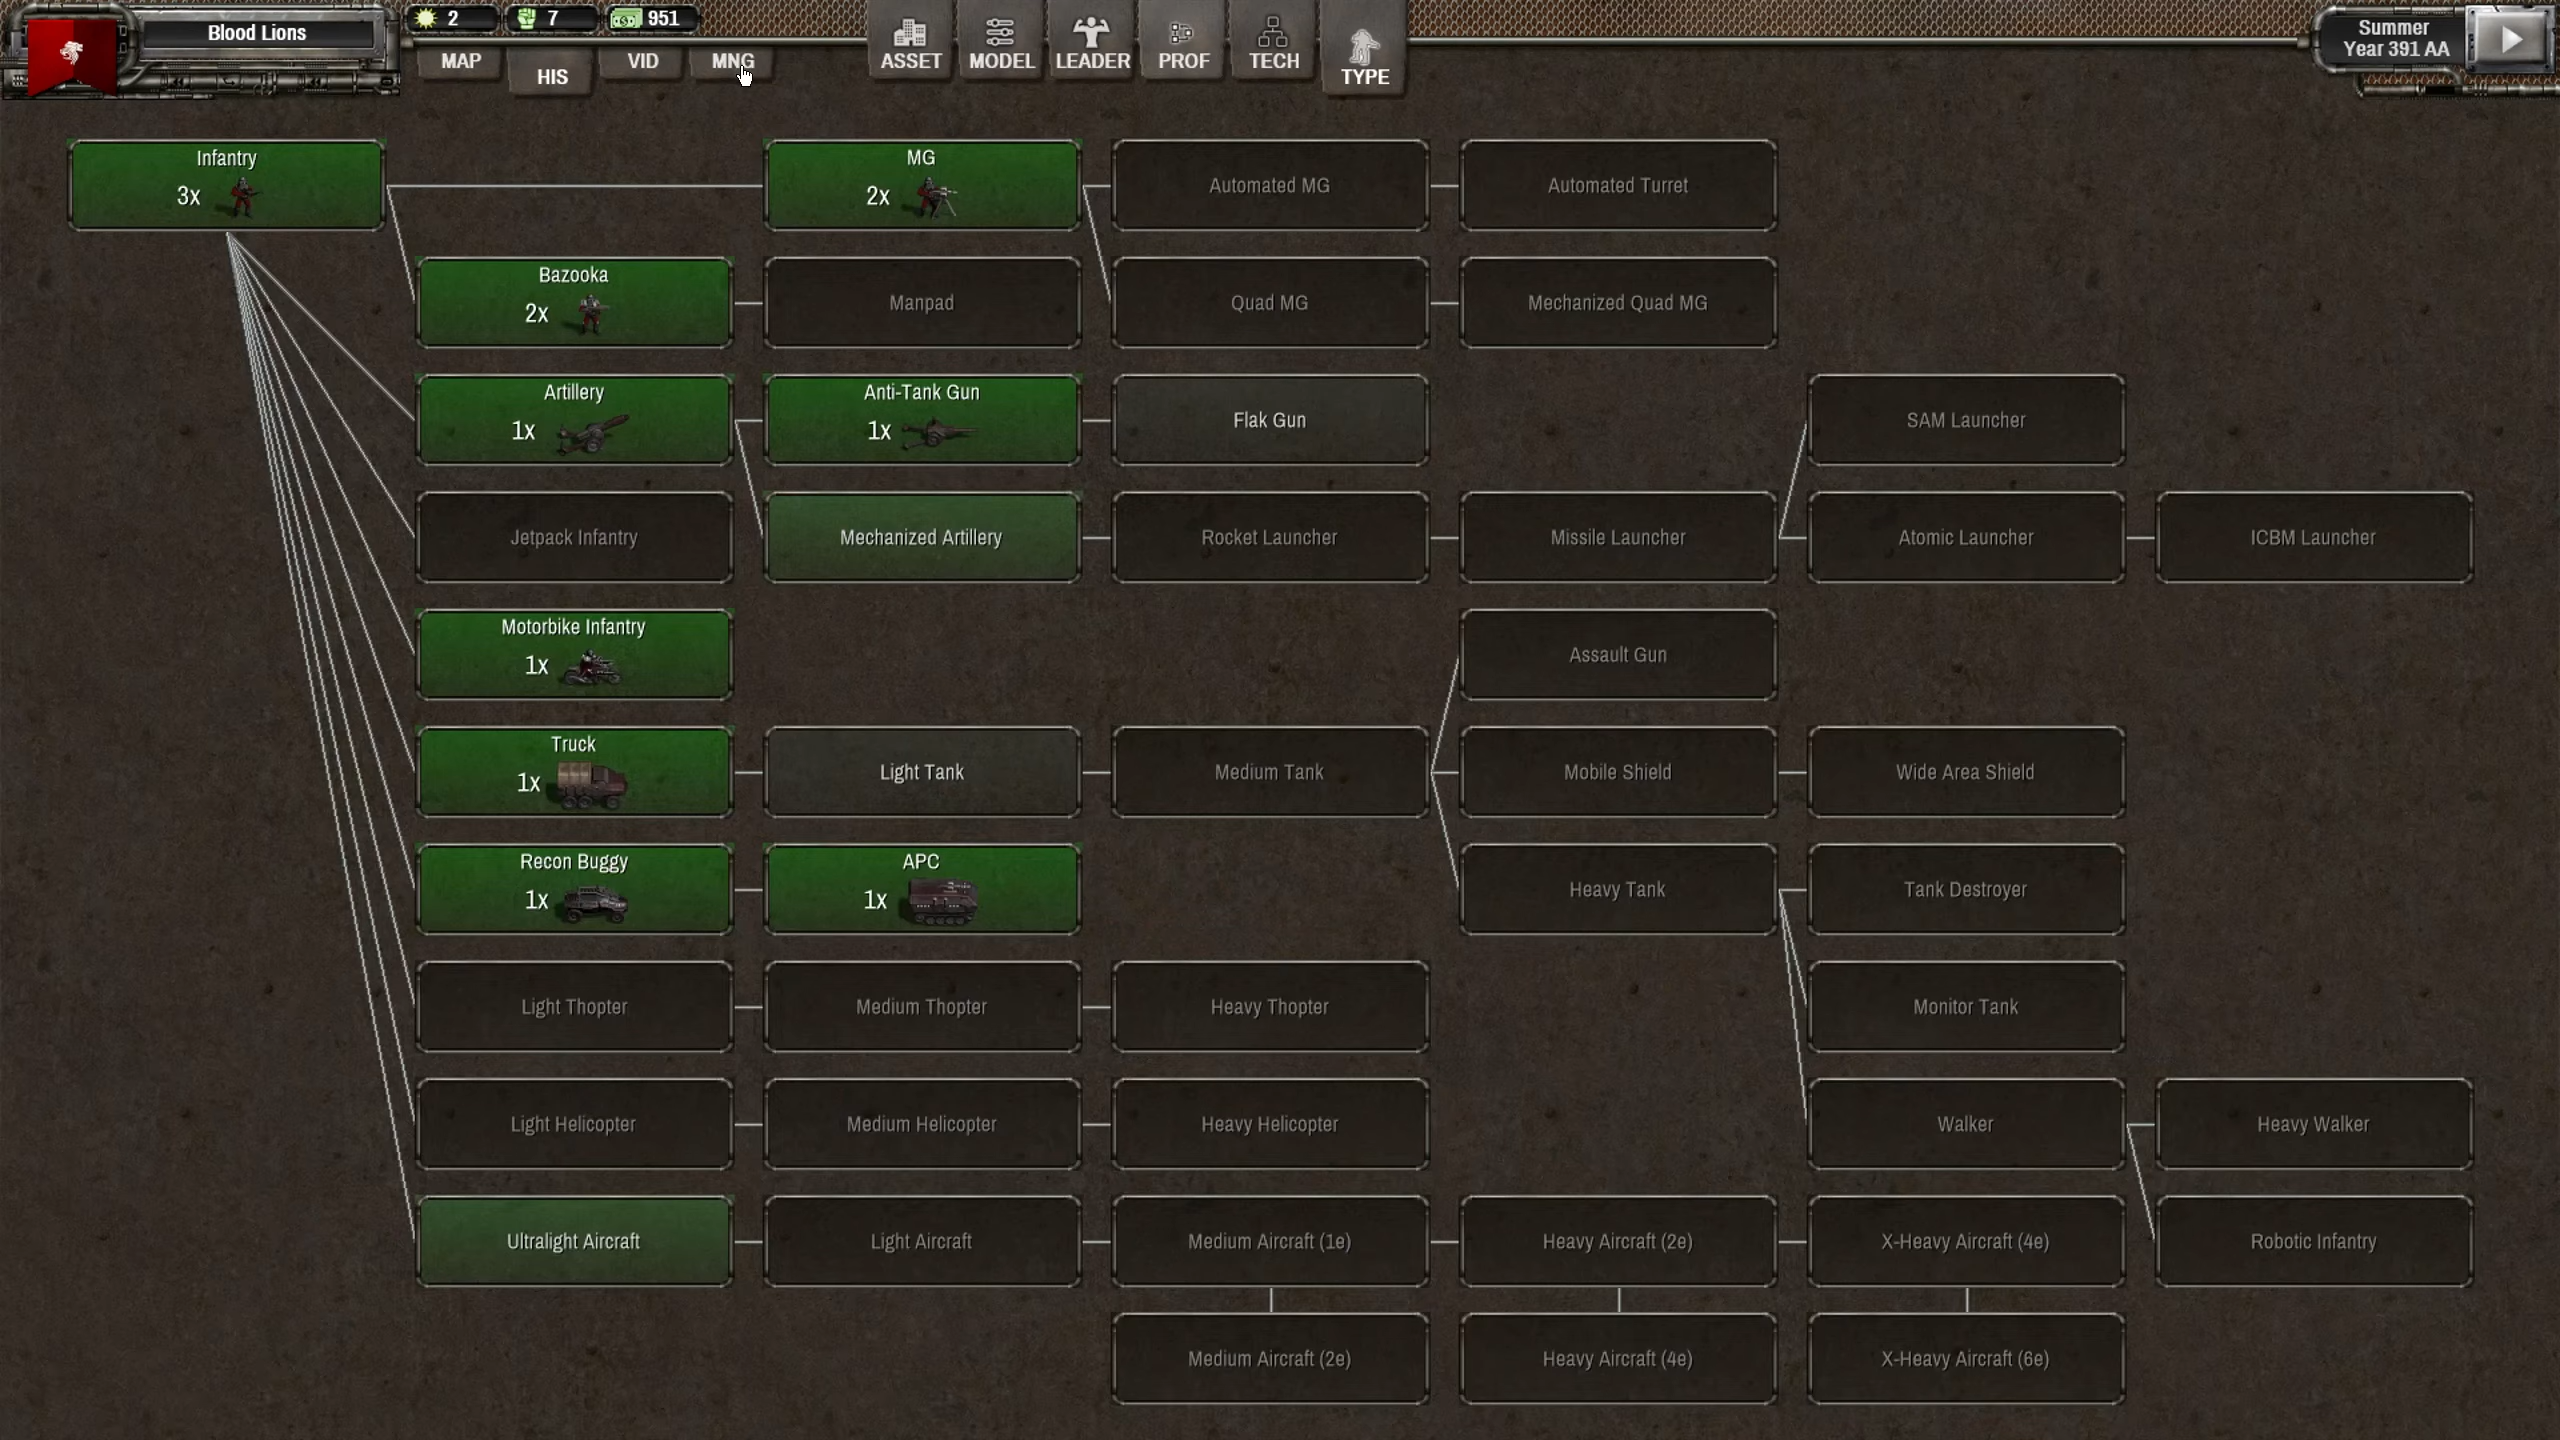 Blood Lions
2
7
951
MAP
HIS
VID
MNG
ASSET
MODEL
LEADER
PROF
TECH
TYPE
Summer
Year 391 AA
Infantry
3x
MG
2x
Automated MG
Automated Turret
Bazooka
2x
Manpad
Quad MG
Mechanized Quad MG
Artillery
1x
Anti-Tank Gun
1x
Flak Gun
SAM Launcher
Jetpack Infantry
Mechanized Artillery
Rocket Launcher
Missile Launcher
Atomic Launcher
ICBM Launcher
Motorbike Infantry
1x
Assault Gun
Truck
1x
Light Tank
Medium Tank
Mobile Shield
Wide Area Shield
Recon Buggy
1x
APC
1x
Heavy Tank
Tank Destroyer
Light Thopter
Medium Thopter
Heavy Thopter
Monitor Tank
Light Helicopter
Medium Helicopter
Heavy Helicopter
Walker
Heavy Walker
Ultralight Aircraft
Light Aircraft
Medium Aircraft (1e)
Heavy Aircraft (2e)
X-Heavy Aircraft (4e)
Robotic Infantry
Medium Aircraft (2e)
Heavy Aircraft (4e)
X-Heavy Aircraft (6e)